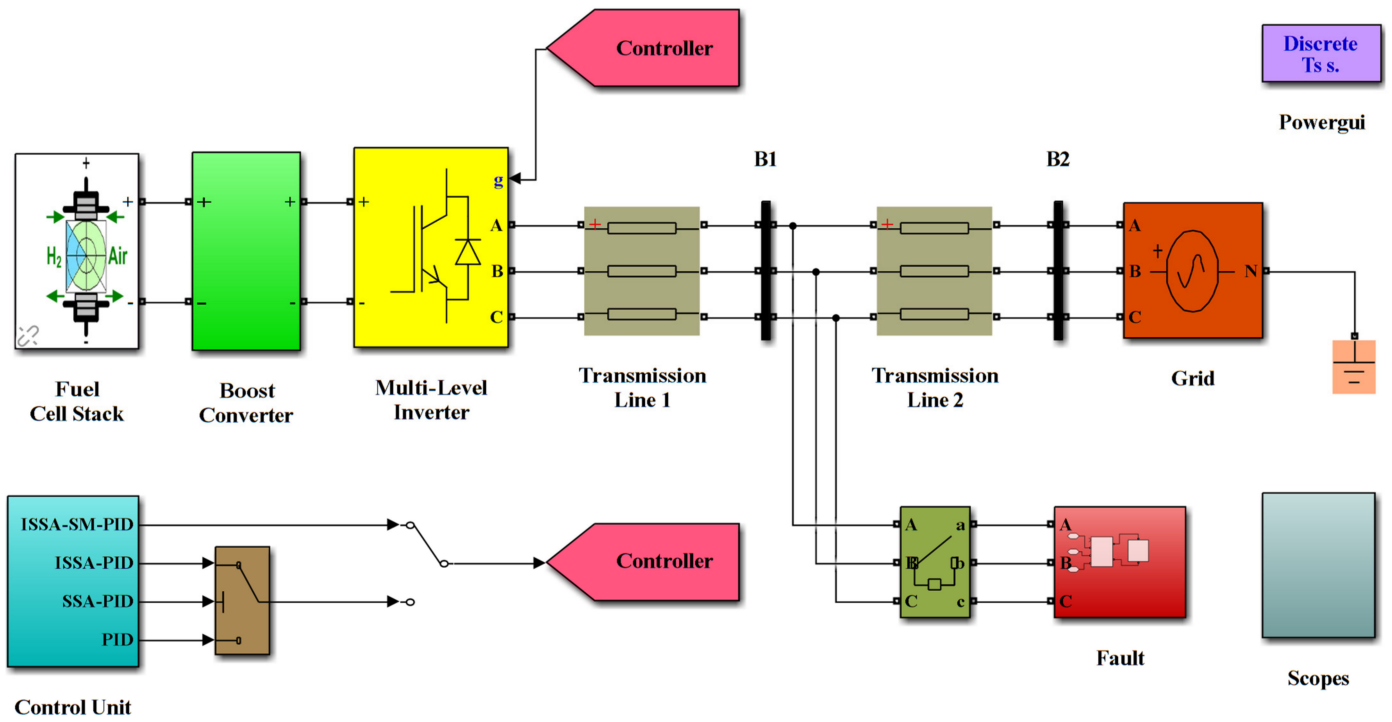 Controller
Discrete
Ts s.
Powergui
B1
B2
+
g
+
+
+
+
H2
Air
A
+
+
A
+
B
B
N
-
-
-
-
-
C
C
Fuel
Cell Stack
Boost
Converter
Multi-Level
Inverter
Transmission
Line 1
Transmission
Line 2
Grid
ISSA-SM-PID
A
a
A
ISSA-PID
Controller
B
b
B
SSA-PID
C
c
C
PID
Fault
Scopes
Control Unit